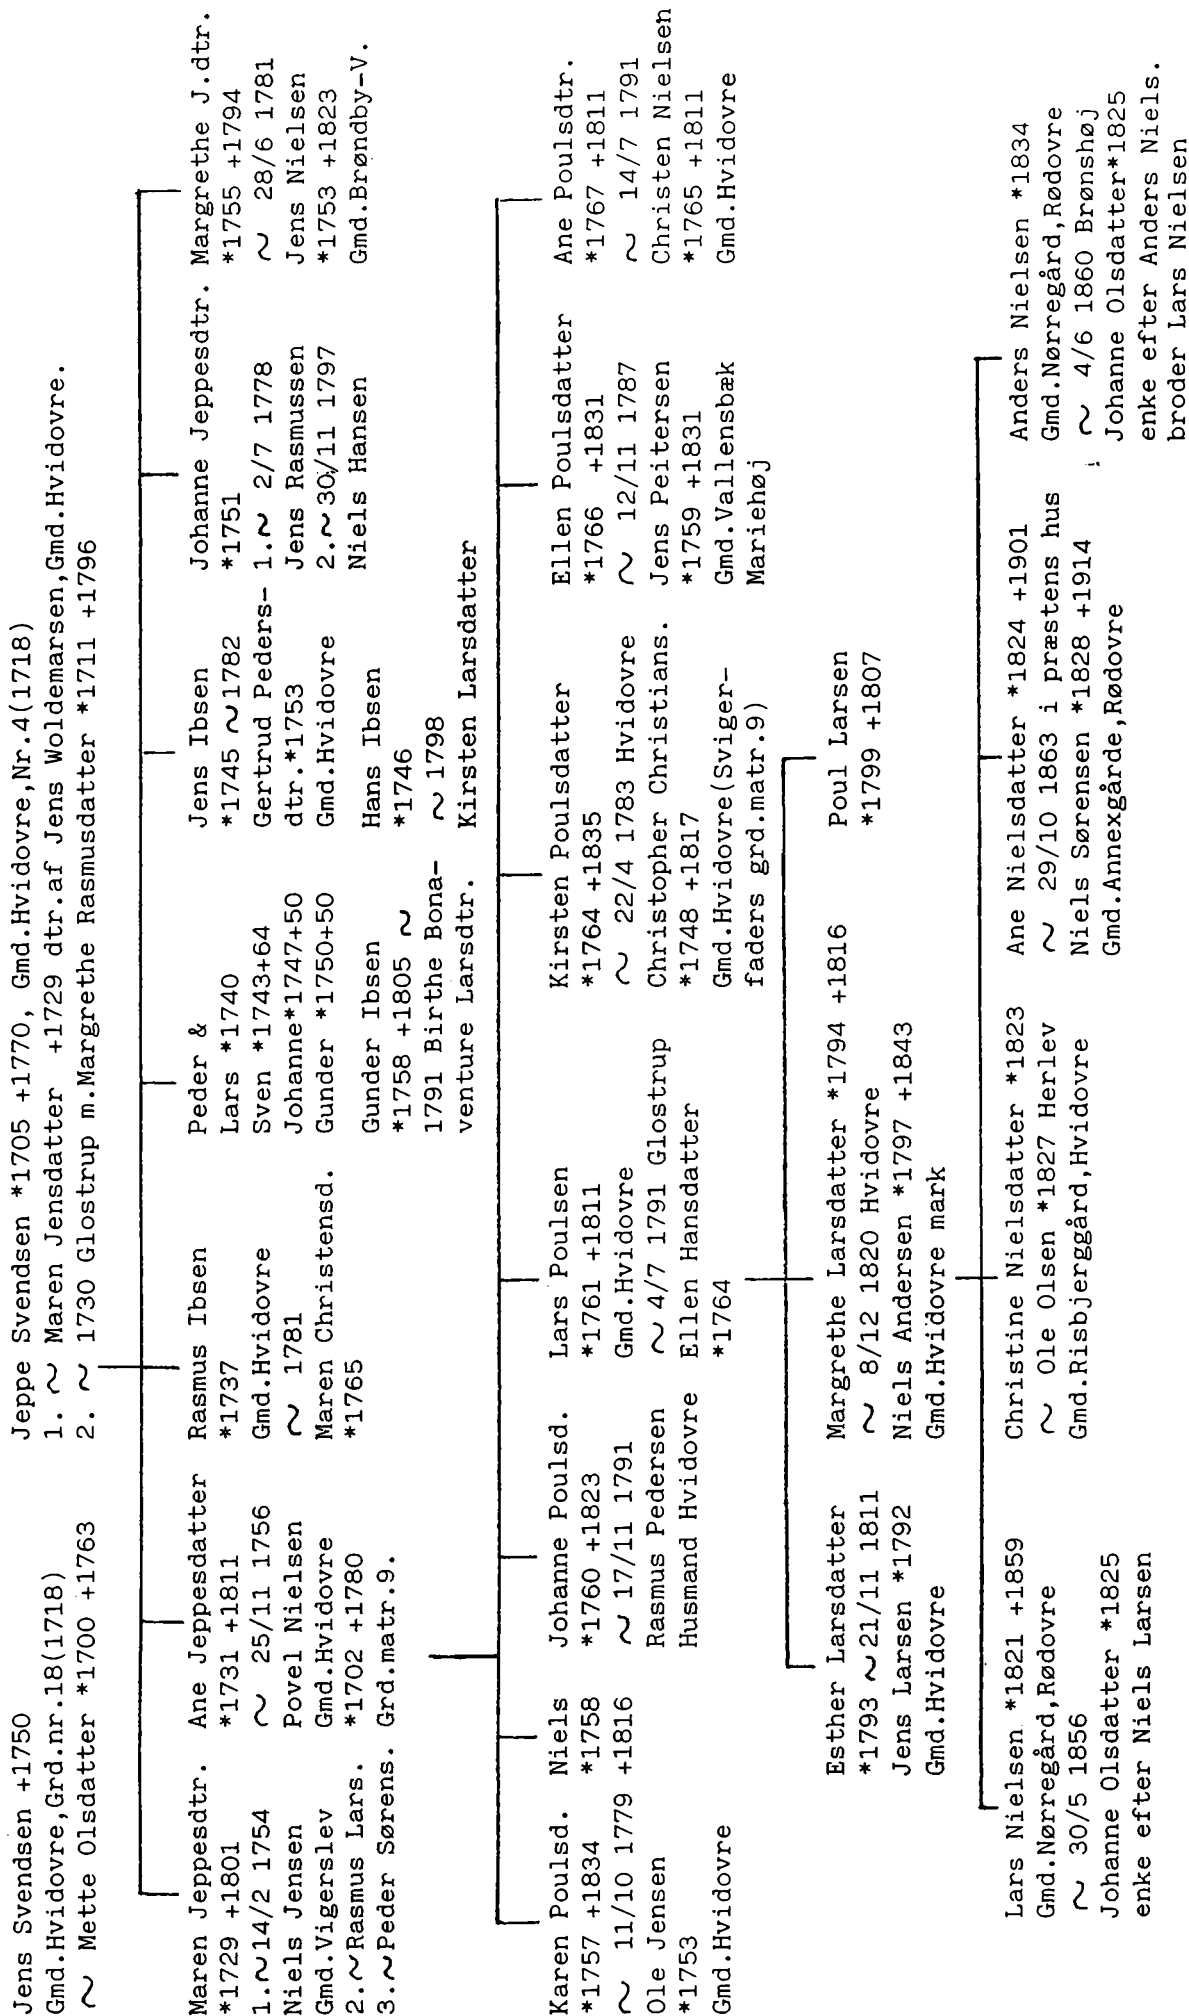 Jens Svendsen +1750
Gmd.Hvidovre,Grd.nr.18(1718)
~ Mette Olsdatter *1700 +1763
Jeppe Svendsen *1705 +1770, Gmd.Hvidovre,Nr.4(1718)
1. ~ Maren Jensdatter +1729 dtr.af Jens Woldemarsen,Gmd.Hvidovre.
2. ~ 1730 Glostrup m.Margrethe Rasmusdatter *1711 +1796
Maren Jeppesdtr.
*1729 +1801
1.~14/2 1754
Niels Jensen
Gmd.Vigerslev
2.~Rasmus Lars.
3.~Peder Sørens.
Ane Jeppesdatter
*1731 +1811
~ 25/11 1756
Povel Nielsen
Gmd.Hvidovre
*1702 +1780
Grd.matr.9.
Rasmus Ibsen
*1737
Gmd.Hvidovre
~ 1781
Maren Christensd.
*1765
Peder &
Lars *1740
Sven *1743+64
Johanne*1747+50
Gunder *1750+50
Gunder Ibsen
*1758 +1805 ~
1791 Birthe Bona-
venture Larsdtr.
Jens Ibsen
*1745 ~1782
Gertrud Peders-
dtr.*1753
Gmd.Hvidovre
Hans Ibsen
*1746
~ 1798
Kirsten Larsdatter
Johanne Jeppesdtr.
*1751
1.~ 2/7 1778
Jens Rasmussen
2.~30/11 1797
Niels Hansen
Margrethe J.dtr.
*1755 +1794
~ 28/6 1781
Jens Nielsen
*1753 +1823
Gmd.Brøndby-V.
Karen Poulsd.
*1757 +1834
~ 11/10 1779
Ole Jensen
*1753
Gmd.Hvidovre
Niels
*1758
+1816
Johanne Poulsd.
*1760 +1823
~ 17/11 1791
Rasmus Pedersen
Husmand Hvidovre
Lars Poulsen
*1761 +1811
Gmd.Hvidovre
~ 4/7 1791 Glostrup
Ellen Hansdatter
*1764
Kirsten Poulsdatter
*1764 +1835
~ 22/4 1783 Hvidovre
Christopher Christians.
*1748 +1817
Gmd.Hvidovre(Sviger-
faders grd.matr.9)
Ellen Poulsdatter
*1766 +1831
~ 12/11 1787
Jens Peitersen
*1759 +1831
Gmd.Vallensbæk
Mariehøj
Ane Poulsdtr.
*1767 +1811
~ 14/7 1791
Christen Nielsen
*1765 +1811
Gmd.Hvidovre
Esther Larsdatter
*1793 ~21/11 1811
Jens Larsen *1792
Gmd.Hvidovre
Margrethe Larsdatter *1794 +1816
~ 8/12 1820 Hvidovre
Niels Andersen *1797 +1843
Gmd.Hvidovre mark
Poul Larsen
*1799 +1807
Lars Nielsen *1821 +1859
Gmd.Nørregård,Rødovre
~ 30/5 1856
Johanne Olsdatter *1825
enke efter Niels Larsen
Christine Nielsdatter *1823
~ Ole Olsen *1827 Herlev
Gmd.Risbjerggård,Hvidovre
Ane Nielsdatter *1824 +1901
~ 29/10 1863 i præstens hus
Niels Sørensen *1828 +1914
Gmd.Annexgårde,Rødovre
Anders Nielsen *1834
Gmd.Nørregård,Rødovre
~ 4/6 1860 Brønshøj
Johanne Olsdatter*1825
enke efter Anders Niels.
broder Lars Nielsen